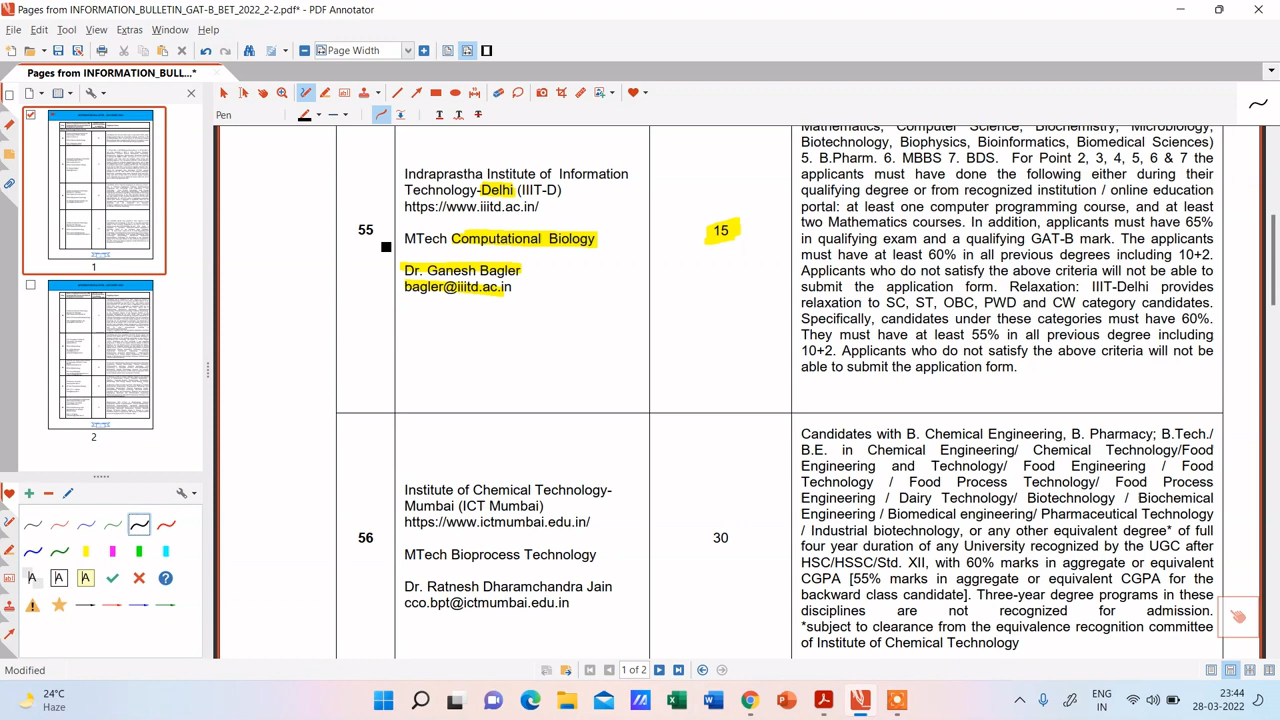 Pages from INFORMATION_BULLETIN_GAT-B_BET_2022_2-2.pdf* - PDF Annotator
File Edit Tool View Extras Window Help
Page Width
Pages from INFORMATION_BULL...*
Pen
1
2
Mathematics, Computer Science, Biochemistry, Microbiology,
Biotechnology, Biophysics, Bioinformatics, Biomedical Sciences)
5. B.Pharm. 6. MBBS 7. BDS. For Point 2, 3, 4, 5, 6 & 7 the
applicants must have done the following either during their
qualifying degree or from recognized institution / online education
portal: at least one computer programming course, and at least
two Mathematics courses. In addition, applicants must have 65%
in qualifying exam and a qualifying GAT-B mark. The applicants
must have at least 60% in all previous degrees including 10+2.
Applicants who do not satisfy the above criteria will not be able to
submit the application form. Relaxation: IIIT-Delhi provides
relaxation to SC, ST, OBC, PWD and CW category candidates.
Specifically, candidates under these categories must have 60%.
They must have at least 55% in all previous degree including
10+2. Applicants who do not satisfy the above criteria will not be
able to submit the application form.
55
Indraprastha Institute of Information
Technology-Delhi (IIIT-D)
https://www.iiitd.ac.in/
MTech Computational Biology
Dr. Ganesh Bagler
bagler@iiitd.ac.in
15
56
Institute of Chemical Technology-
Mumbai (ICT Mumbai)
https://www.ictmumbai.edu.in/
MTech Bioprocess Technology
Dr. Ratnesh Dharamchandra Jain
cco.bpt@ictmumbai.edu.in
30
Candidates with B. Chemical Engineering, B. Pharmacy; B.Tech./
B.E. in Chemical Engineering/ Chemical Technology/Food
Engineering and Technology/ Food Engineering / Food
Technology / Food Process Technology/ Food Process
Engineering / Dairy Technology/ Biotechnology / Biochemical
Engineering / Biomedical engineering/ Pharmaceutical Technology
/ Industrial biotechnology, or any other equivalent degree* of full
four year duration of any University recognized by the UGC after
HSC/HSSC/Std. XII, with 60% marks in aggregate or equivalent
CGPA [55% marks in aggregate or equivalent CGPA for the
backward class candidate]. Three-year degree programs in these
disciplines are not recognized for admission.
*subject to clearance from the equivalence recognition committee
of Institute of Chemical Technology
Modified
1 of 2
24°C
Haze
ENG
IN
23:44
28-03-2022